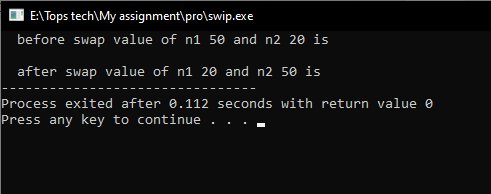 E:\Tops tech\My assignment\pro\swip.exe
before swap value of n1 50 and n2 20 is
after swap value of n1 20 and n2 50 is
--------------------------------
Process exited after 0.112 seconds with return value 0
Press any key to continue . . .